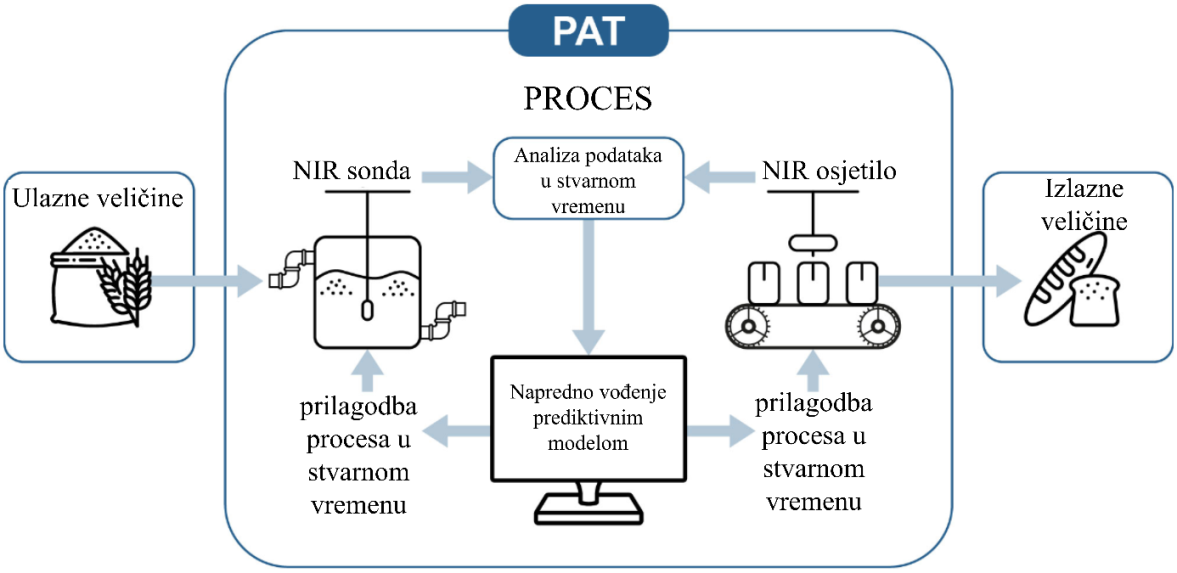 PAT
PROCES
Ulazne veličine
NIR sonda
Analiza podataka
u stvarnom
vremenu
NIR osjetilo
Izlazne
veličine
prilagodba
procesa u
stvarnom
vremenu
Napredno vođenje
prediktivnim
modelom
prilagodba
procesa u
stvarnom
vremenu